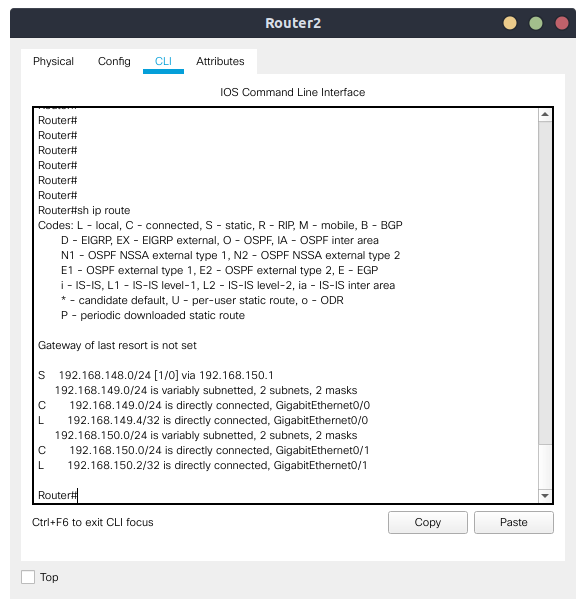 Router2
Physical Config CLI Attributes
IOS Command Line Interface
Router#
Router#
Router#
Router#
Router#
Router#
Router#sh ip route
Codes: L - local, C - connected, S - static, R - RIP, M - mobile, B - BGP
D - EIGRP, EX - EIGRP external, O - OSPF, IA - OSPF inter area
N1 - OSPF NSSA external type 1, N2 - OSPF NSSA external type 2
E1 - OSPF external type 1, E2 - OSPF external type 2, E - EGP
i - IS-IS, L1 - IS-IS level-1, L2 - IS-IS level-2, ia - IS-IS inter area
* - candidate default, U - per-user static route, o - ODR
P - periodic downloaded static route
Gateway of last resort is not set
S 192.168.148.0/24 [1/0] via 192.168.150.1
192.168.149.0/24 is variably subnetted, 2 subnets, 2 masks
C 192.168.149.0/24 is directly connected, GigabitEthernet0/0
L 192.168.149.4/32 is directly connected, GigabitEthernet0/0
192.168.150.0/24 is variably subnetted, 2 subnets, 2 masks
C 192.168.150.0/24 is directly connected, GigabitEthernet0/1
L 192.168.150.2/32 is directly connected, GigabitEthernet0/1
Router#
Ctrl+F6 to exit CLI focus Copy Paste
Top